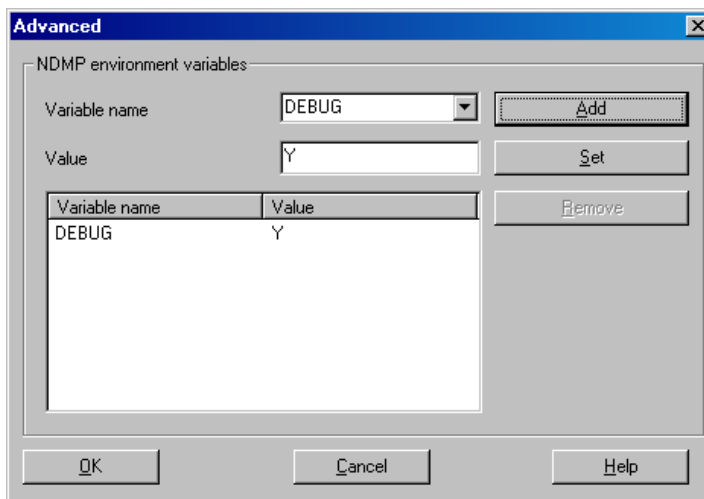 Advanced
NDMP environment variables
Variable name DEBUG Add
Value Y Set
Variable name Value Remove
DEBUG Y
OK Cancel Help